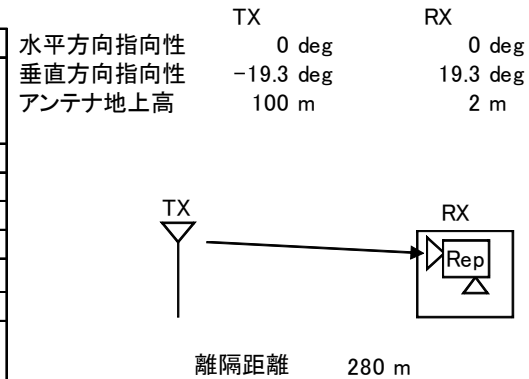 TX RX
水平方向指向性 0 deg 0 deg
垂直方向指向性 -19.3 deg 19.3 deg
アンテナ地上高 100 m 2 m
TX RX
Rep
離隔距離 280 m